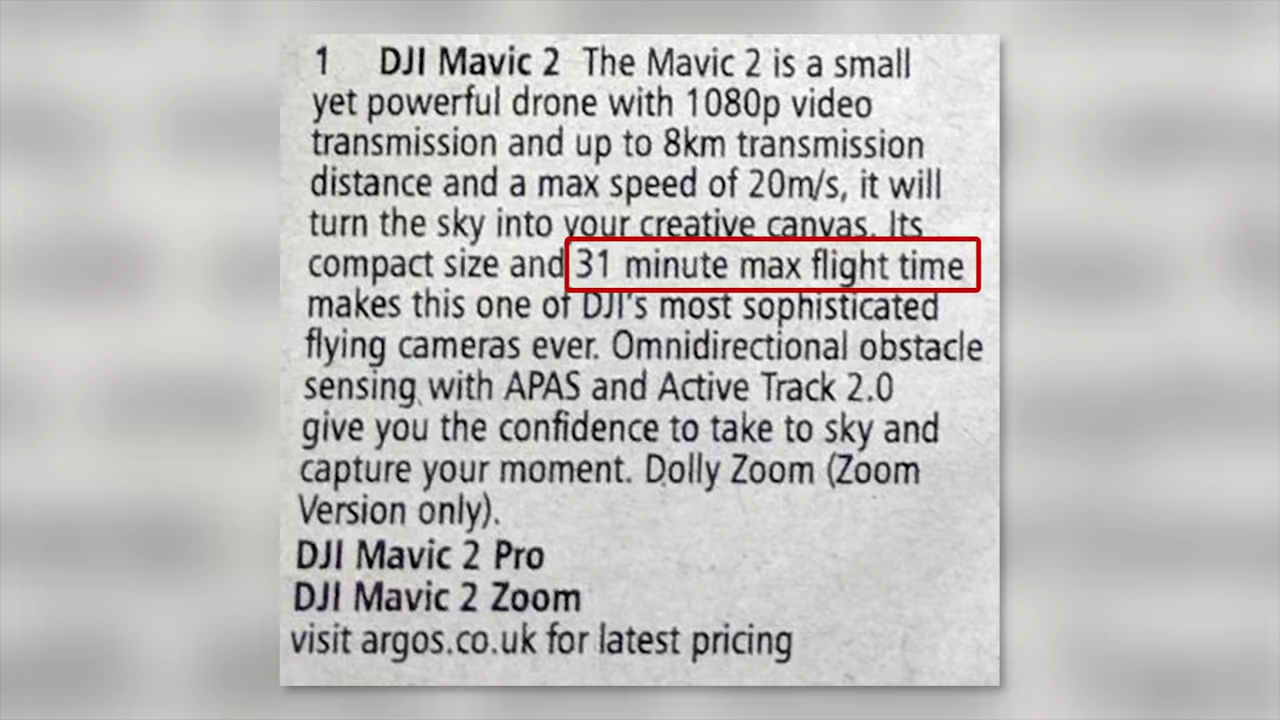 1 DJI Mavic 2 The Mavic 2 is a small
yet powerful drone with 1080p video
transmission and up to 8km transmission
distance and a max speed of 20m/s, it will
turn the sky into your creative canvas. Its
compact size and 31 minute max flight time
makes this one of DJI's most sophisticated
flying cameras ever. Omnidirectional obstacle
sensing with APAS and Active Track 2.0
give you the confidence to take to sky and
capture your moment. Dolly Zoom (Zoom
Version only).
DJI Mavic 2 Pro
DJI Mavic 2 Zoom
visit argos.co.uk for latest pricing